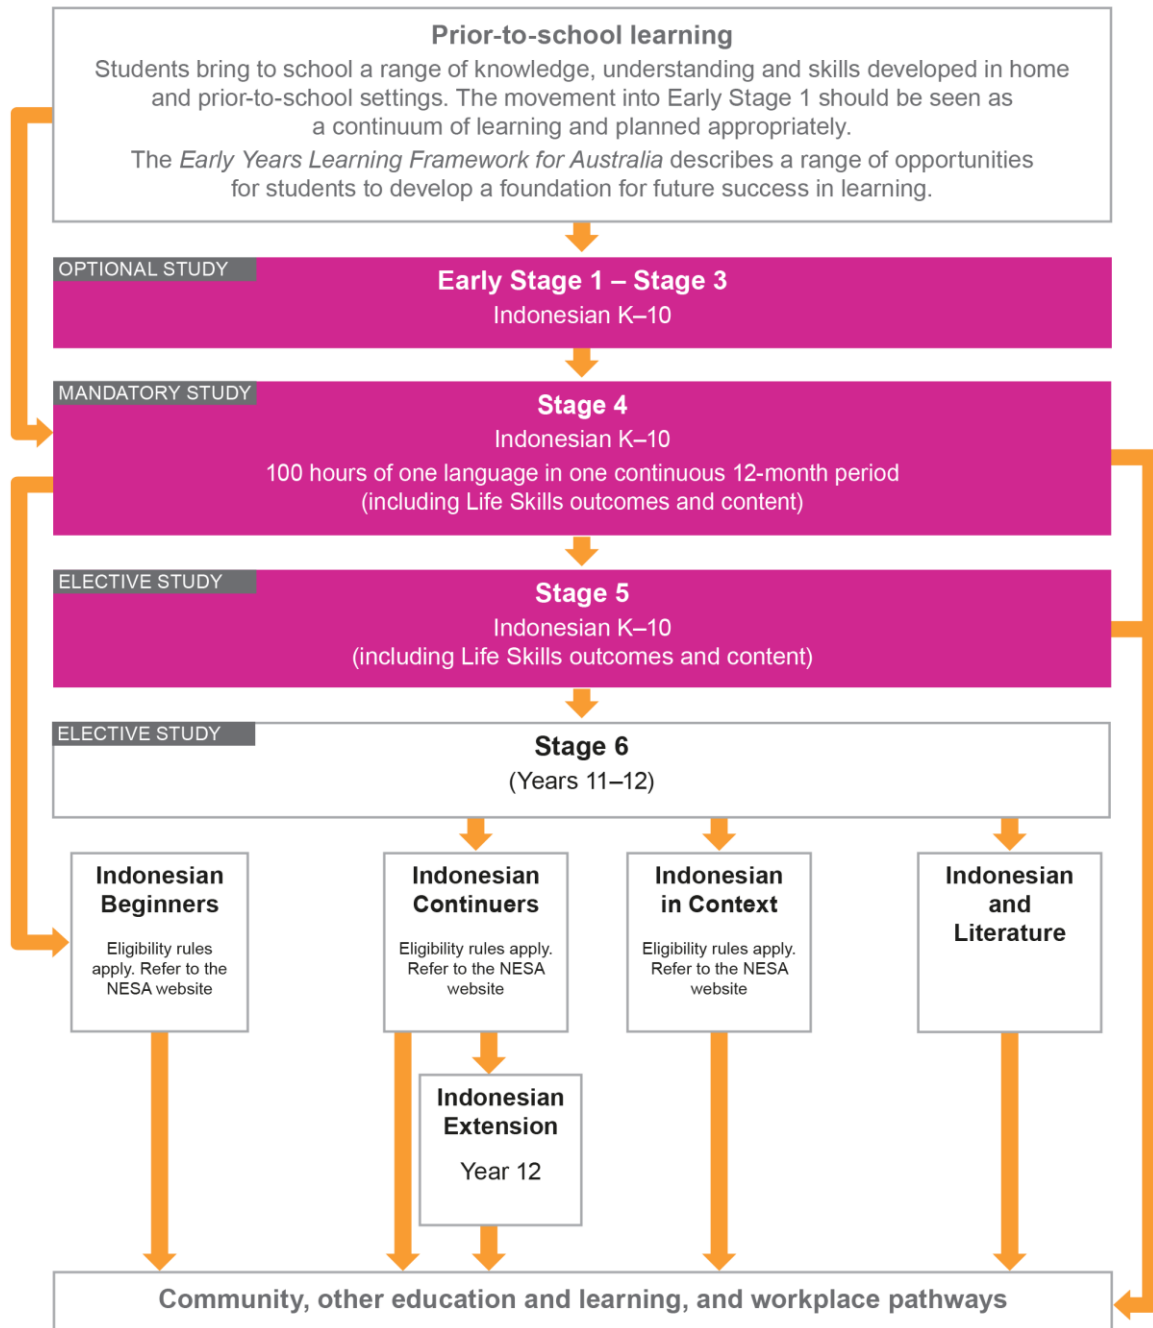 Prior-to-school learning
Students bring to school a range of knowledge, understanding and skills developed in home
and prior-to-school settings. The movement into Early Stage 1 should be seen as
a continuum of learning and planned appropriately.
The Early Years Learning Framework for Australia describes a range of opportunities
for students to develop a foundation for future success in learning.
OPTIONAL STUDY
Early Stage 1 – Stage 3
Indonesian K–10
MANDATORY STUDY
Stage 4
Indonesian K–10
100 hours of one language in one continuous 12-month period
(including Life Skills outcomes and content)
ELECTIVE STUDY
Stage 5
Indonesian K–10
(including Life Skills outcomes and content)
ELECTIVE STUDY
Stage 6
(Years 11–12)
Indonesian
Beginners
Eligibility rules
apply. Refer to the
NESA website
Indonesian
Continuers
Eligibility rules apply.
Refer to the NESA
website
Indonesian
in Context
Eligibility rules apply.
Refer to the NESA
website
Indonesian
and
Literature
Indonesian
Extension
Year 12
Community, other education and learning, and workplace pathways